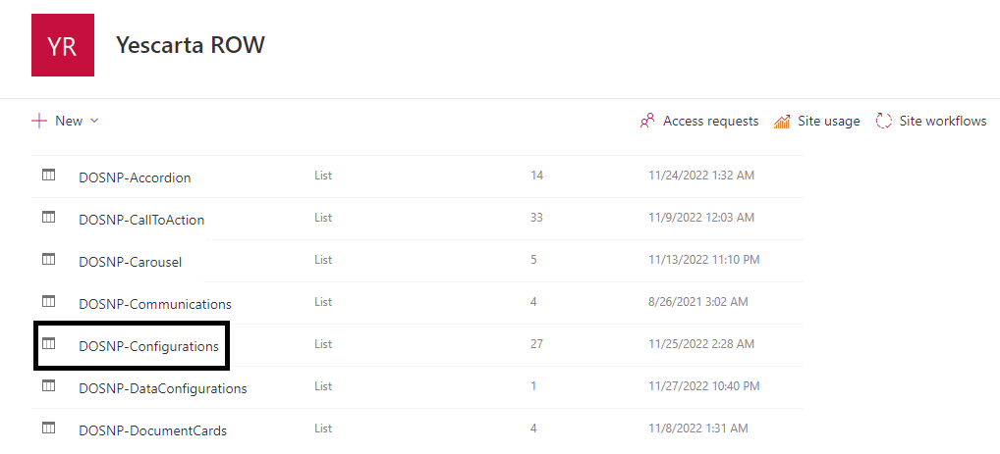 YR
Yescarta ROW
New
Access requests
Site usage
Site workflows
DOSNP-Accordion List 14 11/24/2022 1:32 AM
DOSNP-CallToAction List 33 11/9/2022 12:03 AM
DOSNP-Carousel List 5 11/13/2022 11:10 PM
DOSNP-Communications List 4 8/26/2021 3:02 AM
DOSNP-Configurations List 27 11/25/2022 2:28 AM
DOSNP-DataConfigurations List 1 11/27/2022 10:40 PM
DOSNP-DocumentCards List 4 11/8/2022 1:31 AM